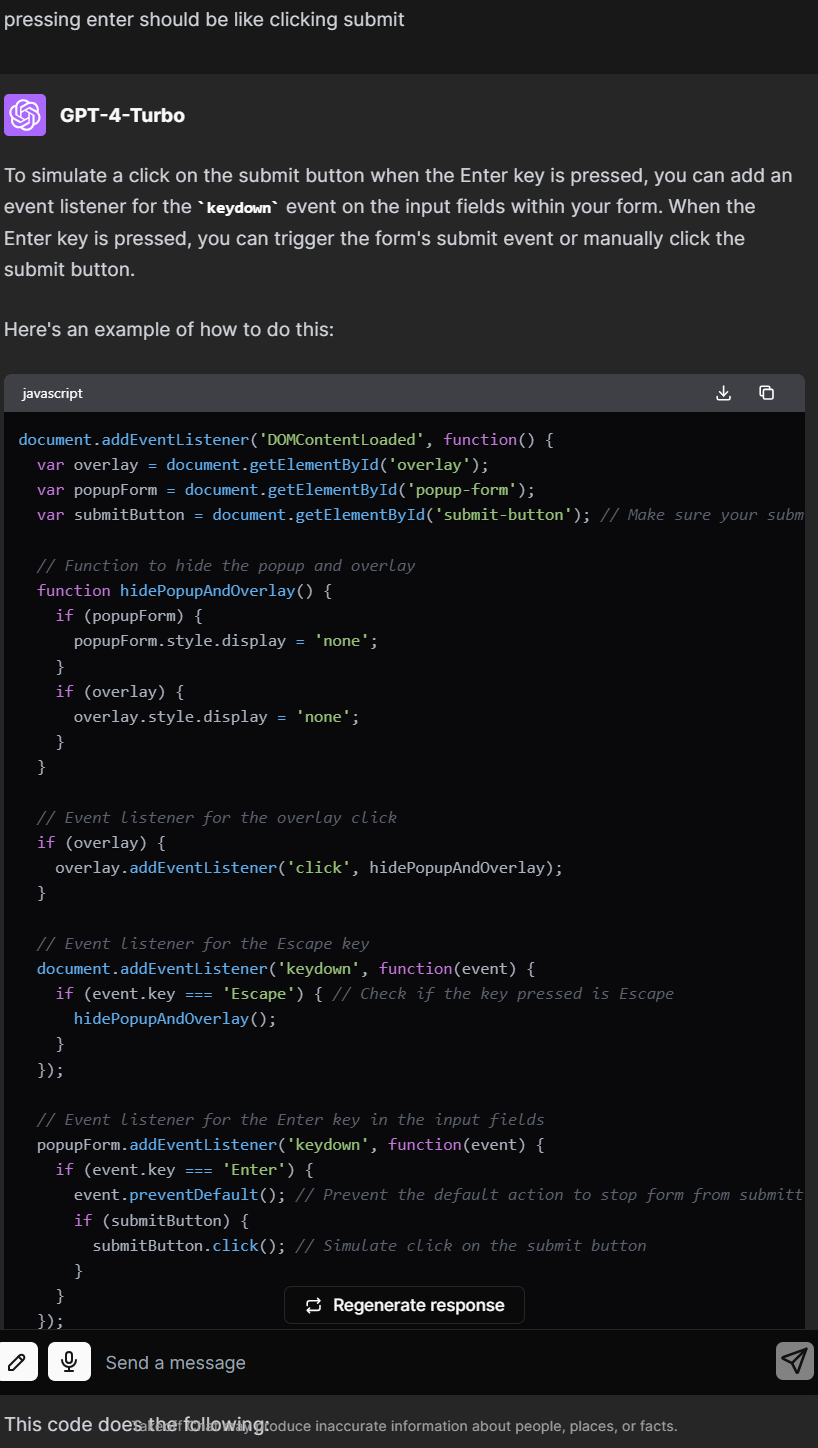 pressing enter should be like clicking submit
GPT-4-Turbo
To simulate a click on the submit button when the Enter key is pressed, you can add an
event listener for the `keydown` event on the input fields within your form. When the
Enter key is pressed, you can trigger the form's submit event or manually click the
submit button.
Here's an example of how to do this:
javascript
document.addEventListener('DOMContentLoaded', function() {
  var overlay = document.getElementById('overlay');
  var popupForm = document.getElementById('popup-form');
  var submitButton = document.getElementById('submit-button'); // Make sure your subm
  // Function to hide the popup and overlay
  function hidePopupAndOverlay() {
    if (popupForm) {
      popupForm.style.display = 'none';
    }
    if (overlay) {
      overlay.style.display = 'none';
    }
  }
  // Event listener for the overlay click
  if (overlay) {
    overlay.addEventListener('click', hidePopupAndOverlay);
  }
  // Event listener for the Escape key
  document.addEventListener('keydown', function(event) {
    if (event.key === 'Escape') { // Check if the key pressed is Escape
      hidePopupAndOverlay();
    }
  });
  // Event listener for the Enter key in the input fields
  popupForm.addEventListener('keydown', function(event) {
    if (event.key === 'Enter') {
      event.preventDefault(); // Prevent the default action to stop form from submitt
      if (submitButton) {
        submitButton.click(); // Simulate click on the submit button
      }
    }
  });
Regenerate response
Send a message
This code does the following:
Chat may produce inaccurate information about people, places, or facts.